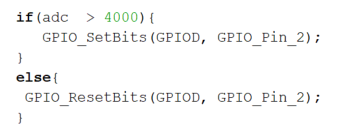 if(adc  > 4000){
   GPIO_SetBits(GPIOD, GPIO_Pin_2);
}
else{
 GPIO_ResetBits(GPIOD, GPIO_Pin_2);
}